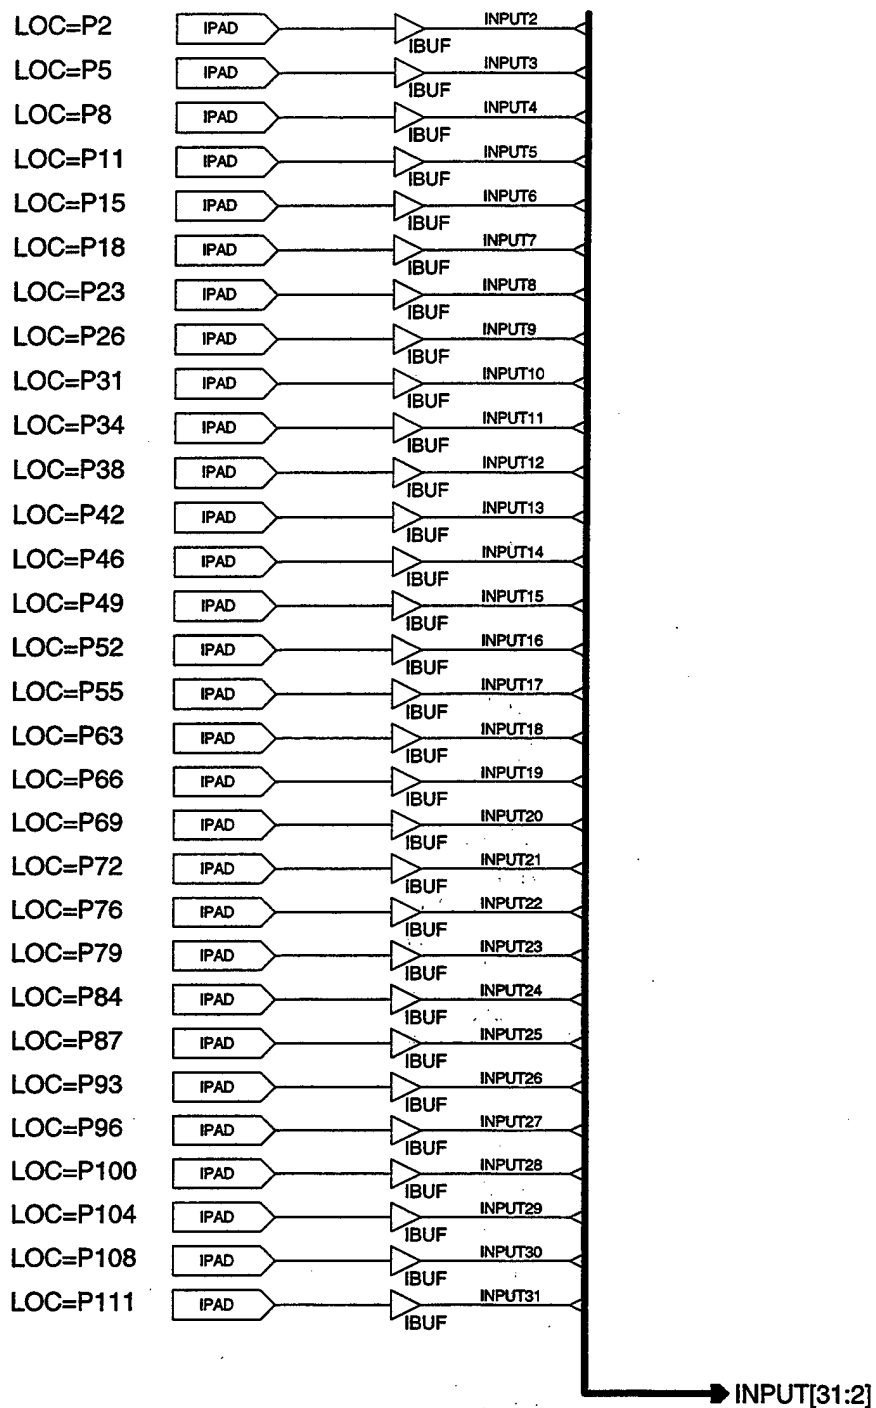 LOC=P2 IPAD IBUF INPUT2
LOC=P5 IPAD IBUF INPUT3
LOC=P8 IPAD IBUF INPUT4
LOC=P11 IPAD IBUF INPUT5
LOC=P15 IPAD IBUF INPUT6
LOC=P18 IPAD IBUF INPUT7
LOC=P23 IPAD IBUF INPUT8
LOC=P26 IPAD IBUF INPUT9
LOC=P31 IPAD IBUF INPUT10
LOC=P34 IPAD IBUF INPUT11
LOC=P38 IPAD IBUF INPUT12
LOC=P42 IPAD IBUF INPUT13
LOC=P46 IPAD IBUF INPUT14
LOC=P49 IPAD IBUF INPUT15
LOC=P52 IPAD IBUF INPUT16
LOC=P55 IPAD IBUF INPUT17
LOC=P63 IPAD IBUF INPUT18
LOC=P66 IPAD IBUF INPUT19
LOC=P69 IPAD IBUF INPUT20
LOC=P72 IPAD IBUF INPUT21
LOC=P76 IPAD IBUF INPUT22
LOC=P79 IPAD IBUF INPUT23
LOC=P84 IPAD IBUF INPUT24
LOC=P87 IPAD IBUF INPUT25
LOC=P93 IPAD IBUF INPUT26
LOC=P96 IPAD IBUF INPUT27
LOC=P100 IPAD IBUF INPUT28
LOC=P104 IPAD IBUF INPUT29
LOC=P108 IPAD IBUF INPUT30
LOC=P111 IPAD IBUF INPUT31
INPUT[31:2]